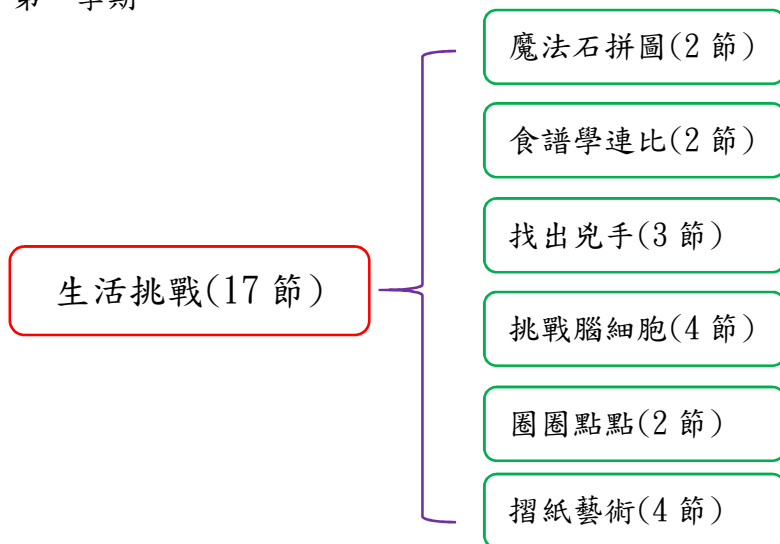 學期
魔法石拼圖(2 節)
食譜學連比(2 節)
找出兇手(3 節)
生活挑戰(17 節)
挑戰腦細胞(4 節)
圈圈點點(2 節)
摺紙藝術(4 節)